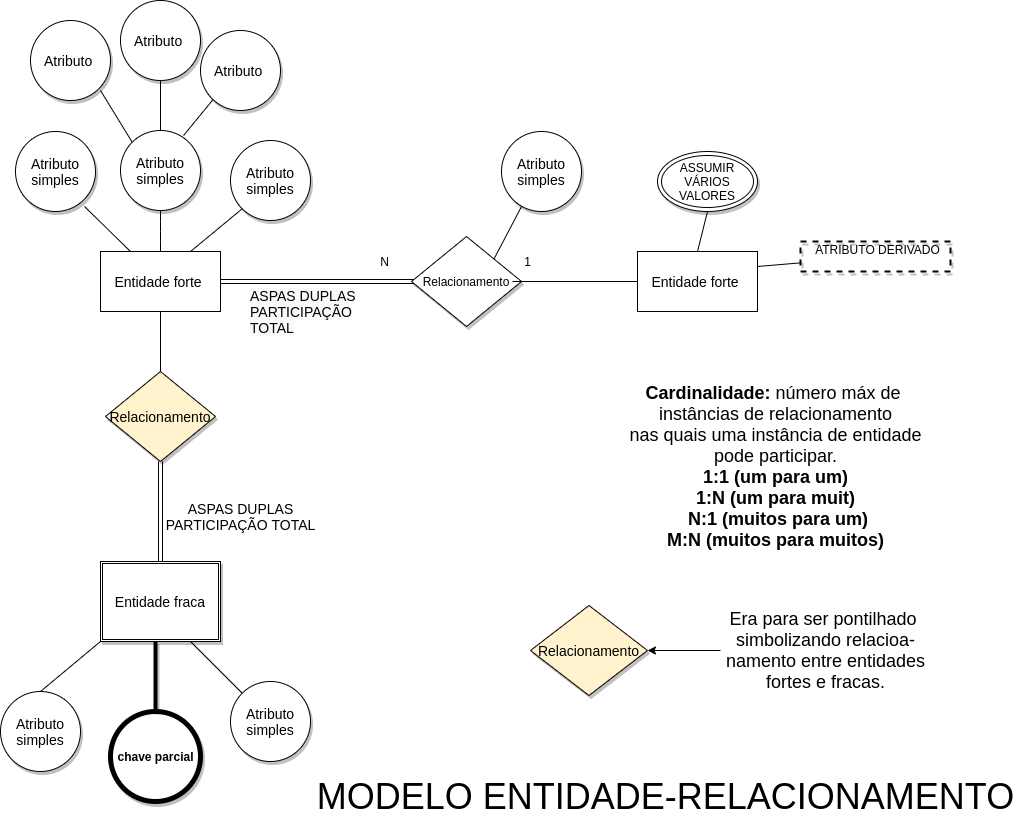 Atributo
Atributo
Atributo
Atributo
simples
Atributo
simples
Atributo
simples
Atributo
simples
ASSUMIR
VÁRIOS
VALORES
ATRIBUTO DERIVADO
Entidade forte
N
Relacionamento
1
Entidade forte
ASPAS DUPLAS
PARTICIPAÇÃO
TOTAL
Relacionamento
Cardinalidade: número máx de
instâncias de relacionamento
nas quais uma instância de entidade
pode participar.
1:1 (um para um)
1:N (um para muit)
N:1 (muitos para um)
M:N (muitos para muitos)
ASPAS DUPLAS
PARTICIPAÇÃO TOTAL
Entidade fraca
Relacionamento
Era para ser pontilhado
simbolizando relacioa-
namento entre entidades
fortes e fracas.
Atributo
simples
chave parcial
Atributo
simples
MODELO ENTIDADE-RELACIONAMENTO